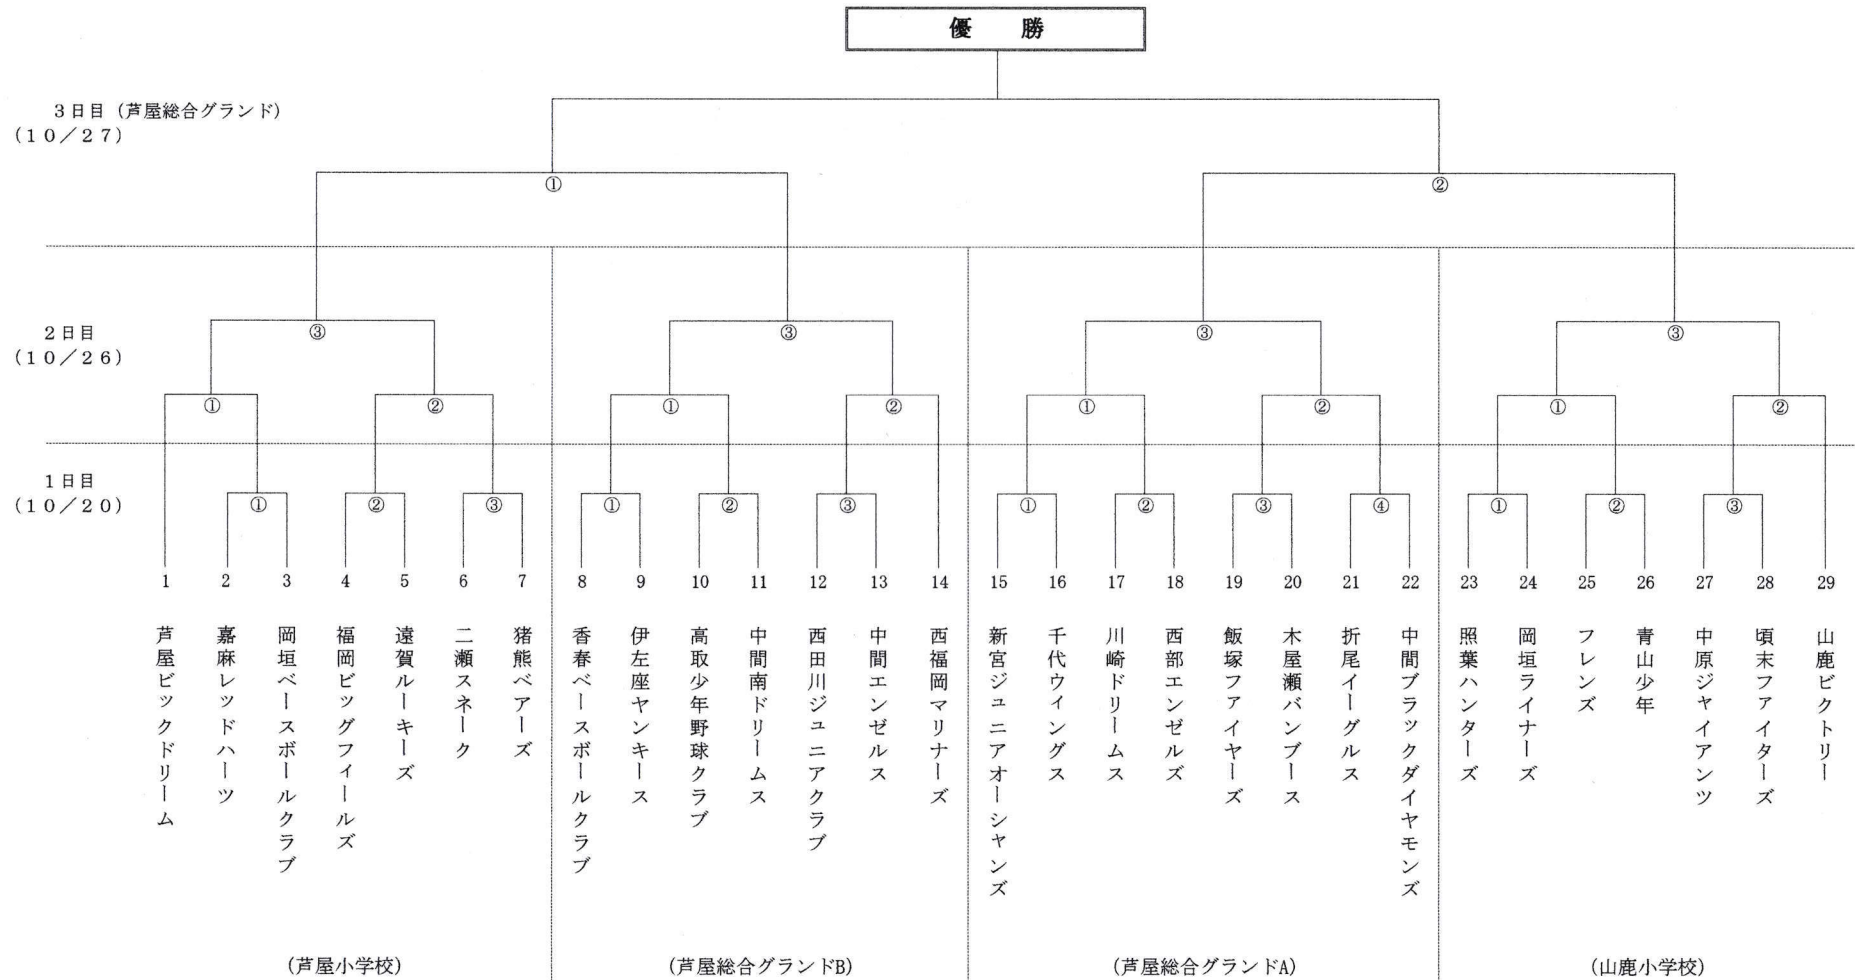 優　勝
３日目（芦屋総合グランド）
（１０／２７）
①
②
２日目
（１０／２６）
③
③
③
③
①
②
①
②
①
②
①
②
１日目
（１０／２０）
①
②
③
①
②
③
①
②
③
④
①
②
③
1
2
3
4
5
6
7
8
9
10
11
12
13
14
15
16
17
18
19
20
21
22
23
24
25
26
27
28
29
芦屋ビックドリーム
嘉麻レッドハーツ
岡垣ベースボールクラブ
福岡ビッグフィールズ
遠賀ルーキーズ
二瀬スネーク
猪熊ベアーズ
香春ベースボールクラブ
伊左座ヤンキース
高取少年野球クラブ
中間南ドリームス
西田川ジュニアクラブ
中間エンゼルス
西福岡マリナーズ
新宮ジュニアオーシャンズ
千代ウィングス
川崎ドリームス
西部エンゼルズ
飯塚ファイヤーズ
木屋瀬バンブース
折尾イーグルス
中間ブラックダイヤモンズ
照葉ハンターズ
岡垣ライナーズ
フレンズ
青山少年
中原ジャイアンツ
頃末ファイターズ
山鹿ビクトリー
（芦屋小学校）
（芦屋総合グランドB）
（芦屋総合グランドA）
（山鹿小学校）